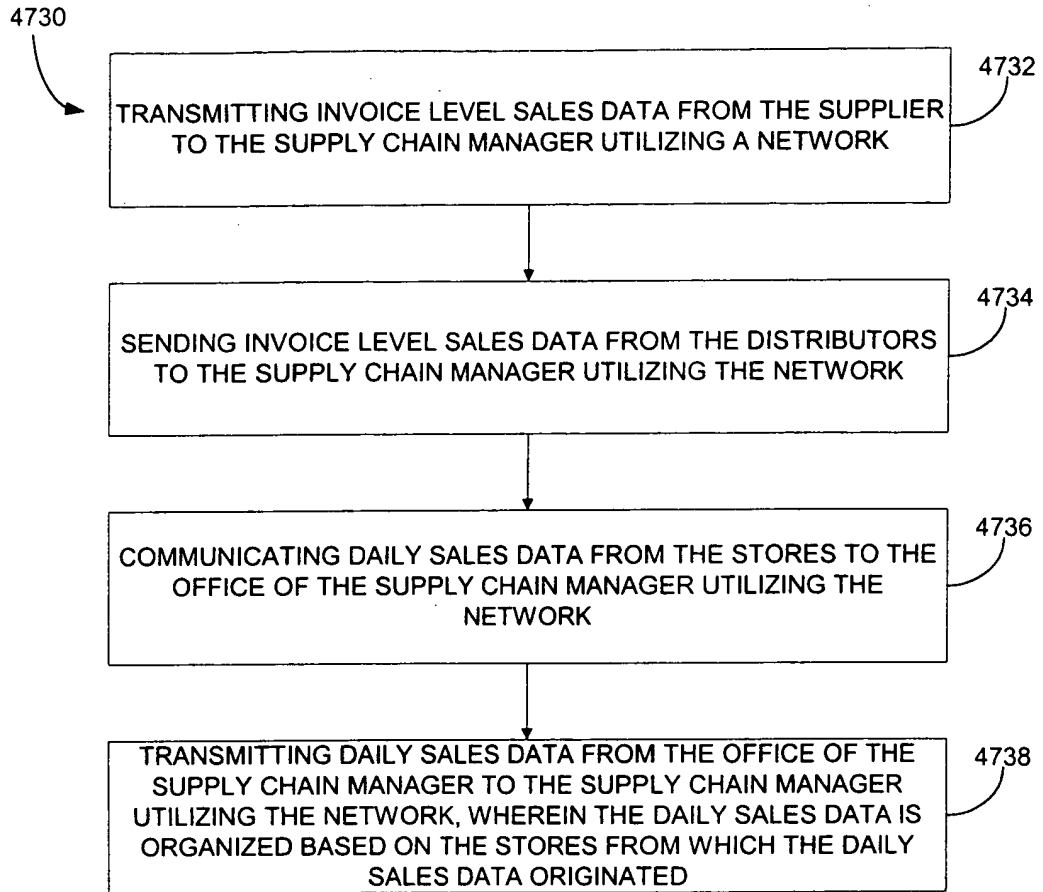 4730
4732
TRANSMITTING INVOICE LEVEL SALES DATA FROM THE SUPPLIER
TO THE SUPPLY CHAIN MANAGER UTILIZING A NETWORK
4734
SENDING INVOICE LEVEL SALES DATA FROM THE DISTRIBUTORS
TO THE SUPPLY CHAIN MANAGER UTILIZING THE NETWORK
4736
COMMUNICATING DAILY SALES DATA FROM THE STORES TO THE
OFFICE OF THE SUPPLY CHAIN MANAGER UTILIZING THE
NETWORK
4738
TRANSMITTING DAILY SALES DATA FROM THE OFFICE OF THE
SUPPLY CHAIN MANAGER TO THE SUPPLY CHAIN MANAGER
UTILIZING THE NETWORK, WHEREIN THE DAILY SALES DATA IS
ORGANIZED BASED ON THE STORES FROM WHICH THE DAILY
SALES DATA ORIGINATED